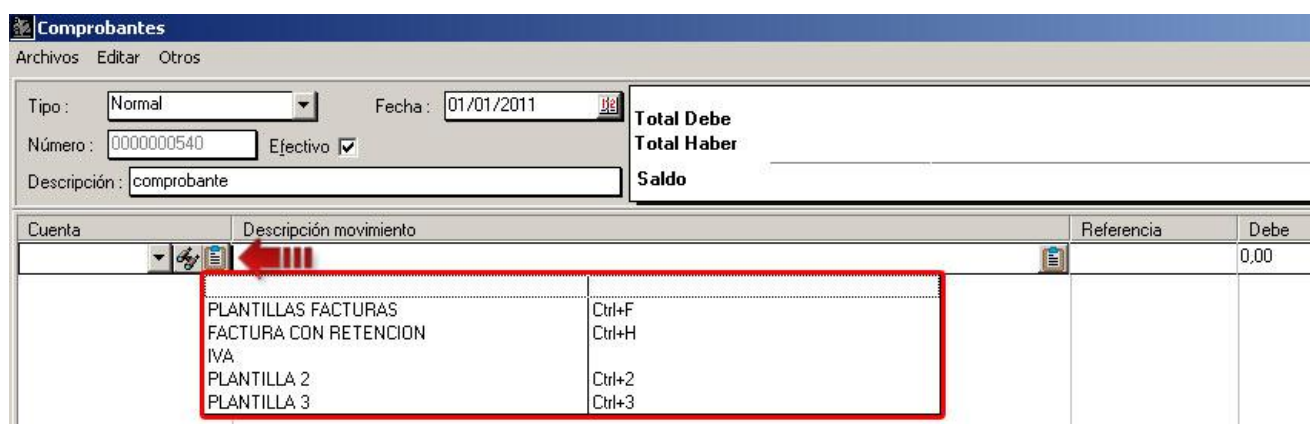 Comprobantes
Archivos Editar Otros
Tipo : Normal Fecha : 01/01/2011
Total Debe
Número : 0000000540 Efectivo
Total Haber
Descripción : comprobante
Saldo
Cuenta Descripción movimiento Referencia Debe
0,00
PLANTILLAS FACTURAS Ctrl+F
FACTURA CON RETENCION Ctrl+H
IVA
PLANTILLA 2 Ctrl+2
PLANTILLA 3 Ctrl+3